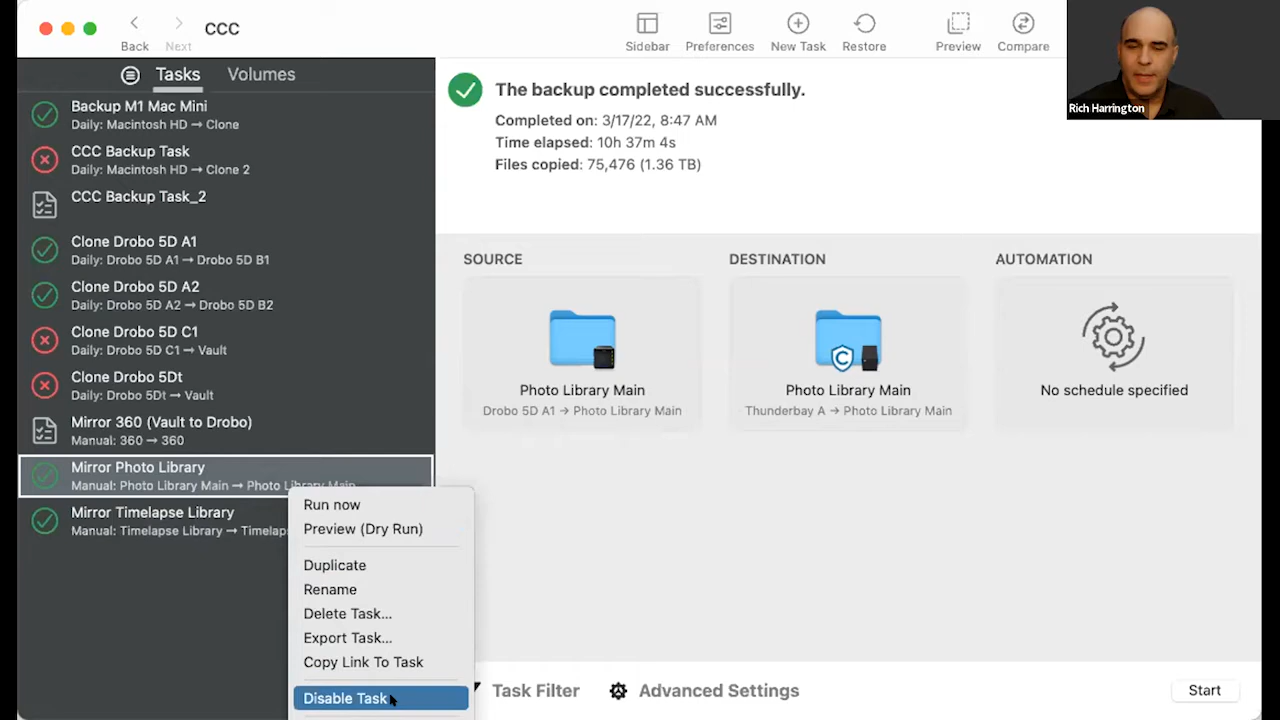 Back
Next
CCC
Sidebar
Preferences
New Task
Restore
Preview
Compare
Rich Harrington
Tasks
Volumes
Backup M1 Mac Mini
Daily: Macintosh HD → Clone
CCC Backup Task
Daily: Macintosh HD → Clone 2
CCC Backup Task_2
Clone Drobo 5D A1
Daily: Drobo 5D A1 → Drobo 5D B1
Clone Drobo 5D A2
Daily: Drobo 5D A2 → Drobo 5D B2
Clone Drobo 5D C1
Daily: Drobo 5D C1 → Vault
Clone Drobo 5Dt
Daily: Drobo 5Dt → Vault
Mirror 360 (Vault to Drobo)
Manual: 360 → 360
Mirror Photo Library
Manual: Photo Library Main → Photo Library Main
Mirror Timelapse Library
Manual: Timelapse Library → Timelaps
Run now
Preview (Dry Run)
Duplicate
Rename
Delete Task...
Export Task...
Copy Link To Task
Disable Task
The backup completed successfully.
Completed on: 3/17/22, 8:47 AM
Time elapsed: 10h 37m 4s
Files copied: 75,476 (1.36 TB)
SOURCE
Photo Library Main
Drobo 5D A1 → Photo Library Main
DESTINATION
Photo Library Main
Thunderbay A → Photo Library Main
AUTOMATION
No schedule specified
Task Filter
Advanced Settings
Start